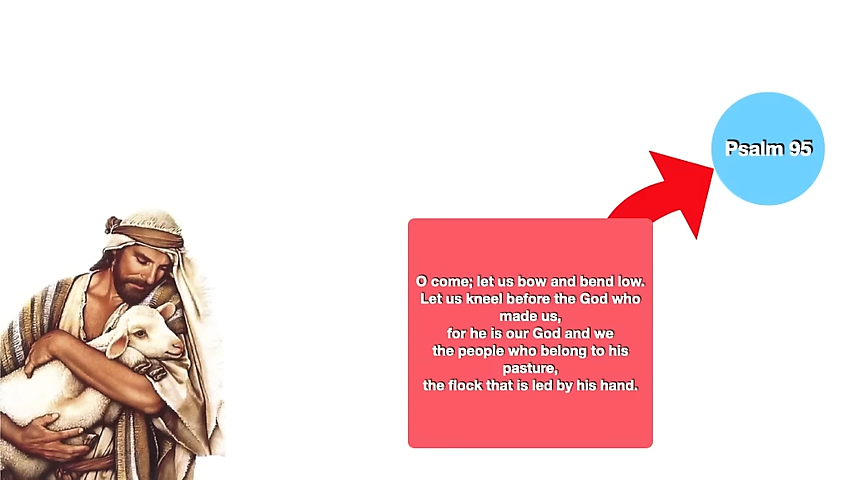 Psalm 95
O come; let us bow and bend low.
Let us kneel before the God who
made us,
for he is our God and we
the people who belong to his
pasture,
the flock that is led by his hand.